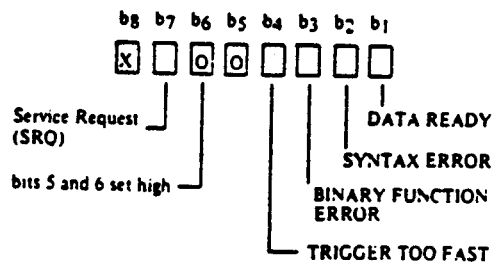 b8 b7 b6 b5 b4 b3 b2 b1
X 0 0
Service Request
(SRQ)
DATA READY
SYNTAX ERROR
bits 5 and 6 set high
BINARY FUNCTION
ERROR
TRIGGER TOO FAST